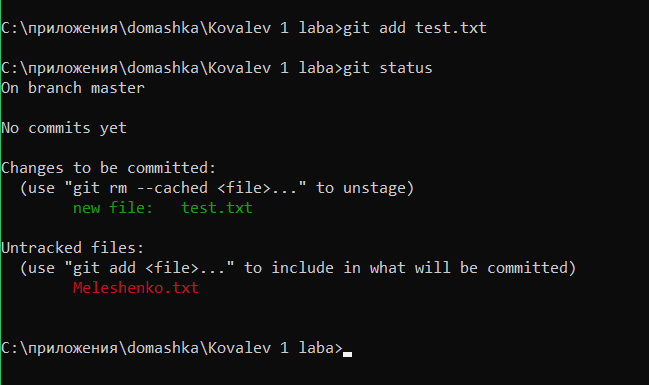 C:\приложения\domashka\Kovalev 1 laba>git add test.txt
C:\приложения\domashka\Kovalev 1 laba>git status
On branch master
No commits yet
Changes to be committed:
(use "git rm --cached <file>..." to unstage)
new file:   test.txt
Untracked files:
(use "git add <file>..." to include in what will be committed)
Meleshenko.txt
C:\приложения\domashka\Kovalev 1 laba>